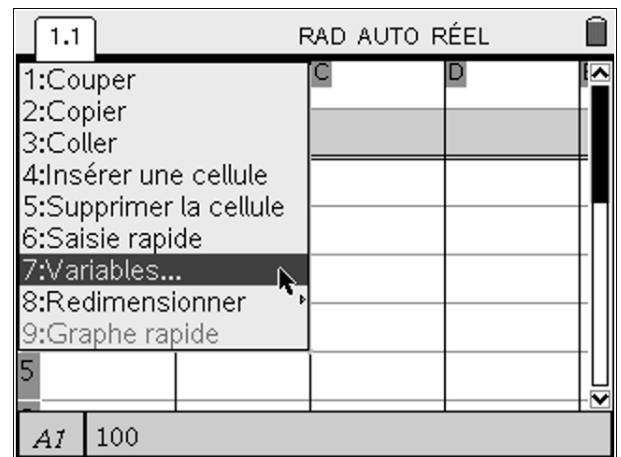 1.1 RAD AUTO RÉEL
C D E
1:Couper
2:Copier
3:Coller
4:Insérer une cellule
5:Supprimer la cellule
6:Saisie rapide
7:Variables...
8:Redimensionner
9:Graphe rapide
5
A1 100